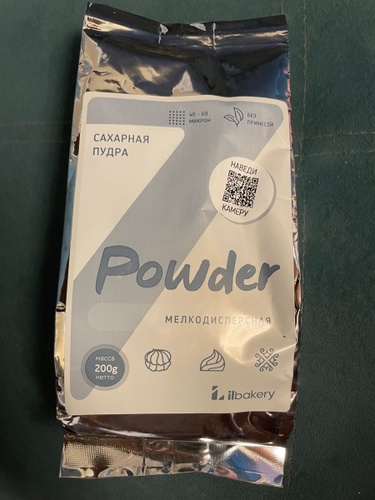 40 - 60
МИКРОН
БЕЗ
ПРИМЕСЕЙ
САХАРНАЯ
ПУДРА
НАВЕДИ
КАМЕРУ
Powder
МЕЛКОДИСПЕРСНАЯ
масса
200g
нетто
ilbakery